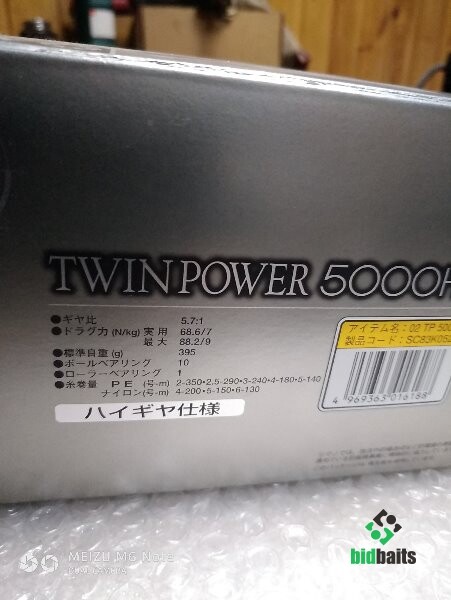 TWINPOWER 5000H
●ギヤ比 5.7:1
●ドラグ力(N/kg) 実用 68.6/7
最大 88.2/9
●標準自重(g) 395
●ボールベアリング 10
●ローラーベアリング 1
●糸巻量 PE (号-m) 2-350・2.5-290・3-240・4-180・5-140
ナイロン(号-m) 4-200・5-150・6-130
ハイギヤ仕様
アイテム名:02 TP 500
製品コード:SC83K052
4 969363 016188
MEIZU M6 Note
DUAL CAMERA
bidbaits